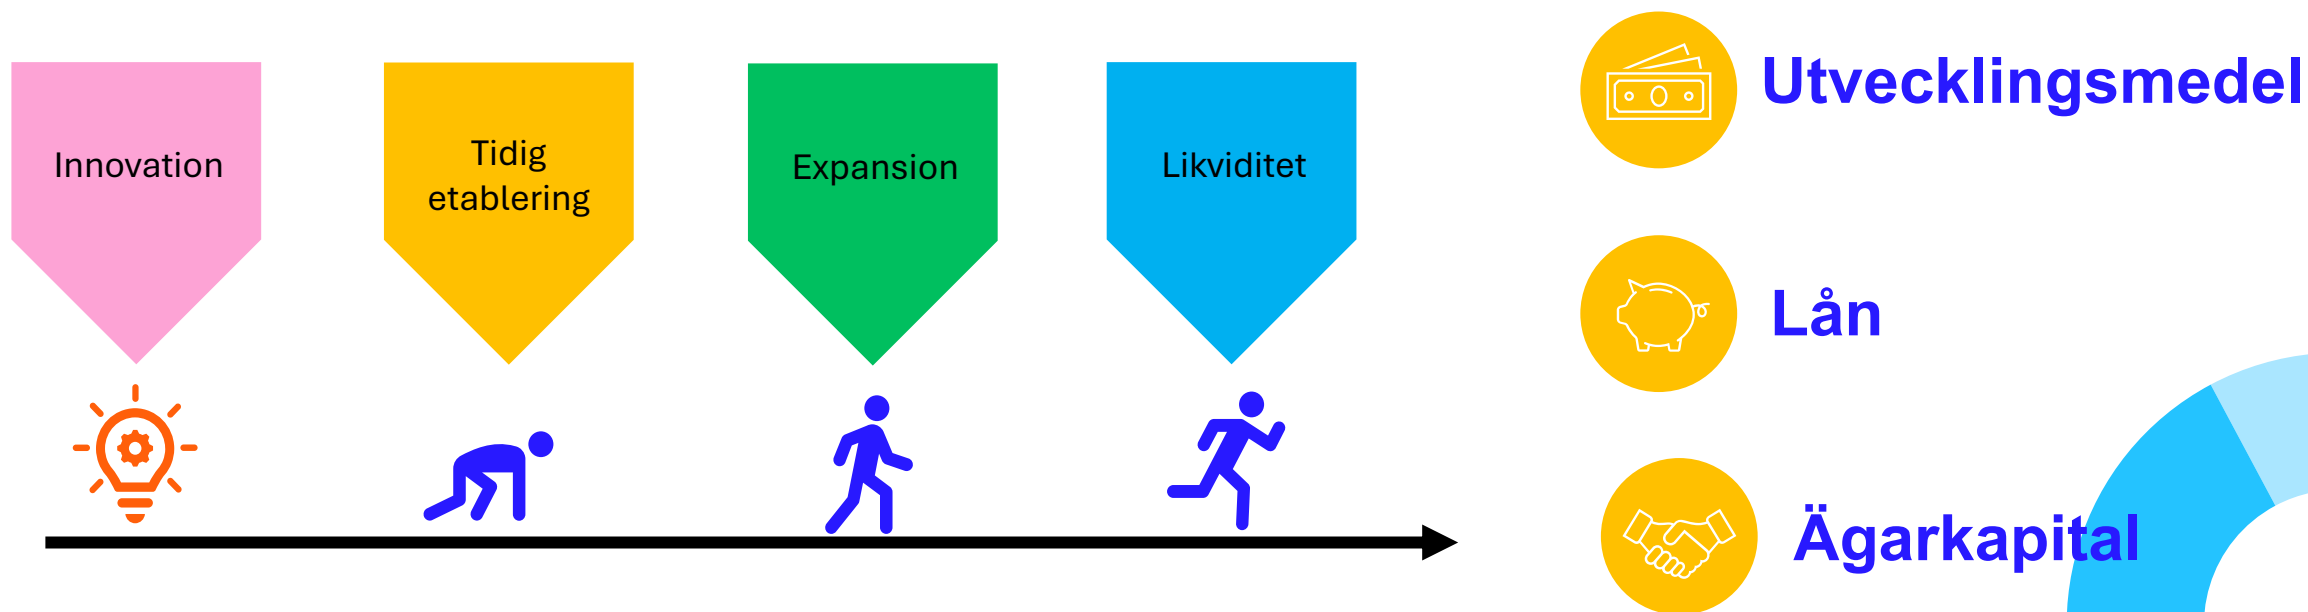 Innovation
Tidig
etablering
Expansion
Likviditet
Utvecklingsmedel
Lån
Ägarkapital